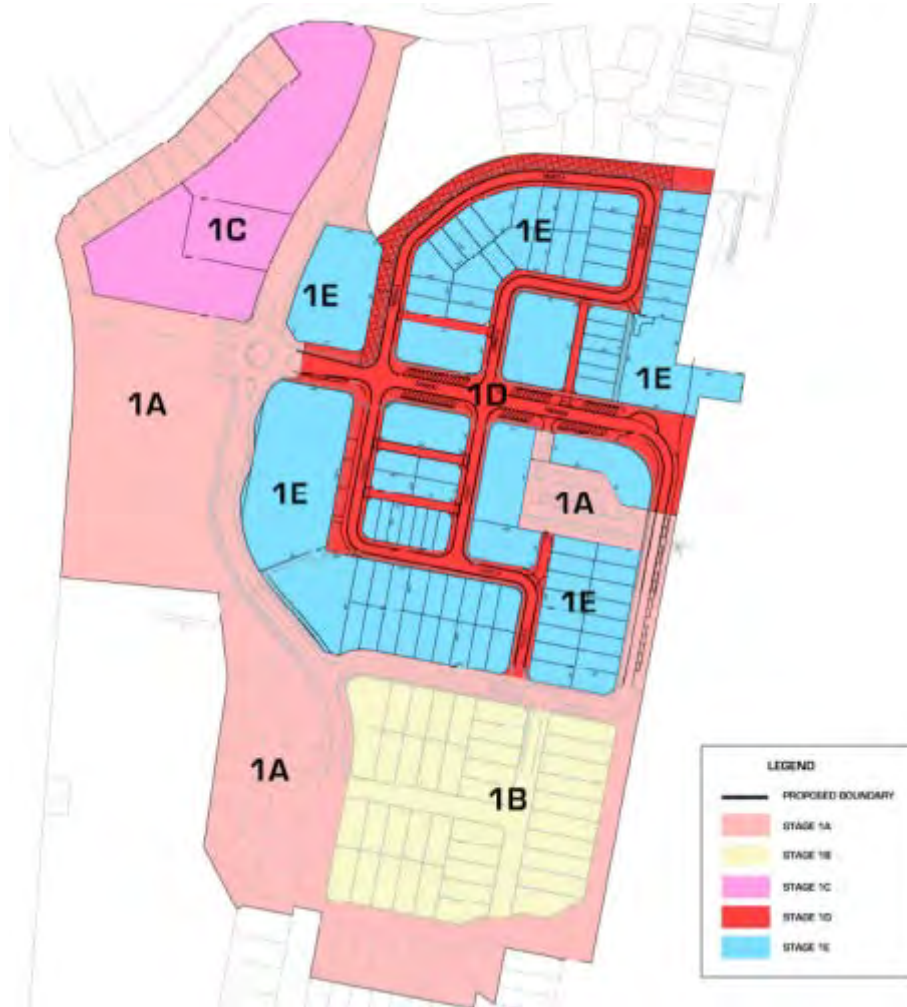 1C
1E
1E
1E
1A
1D
1E
1A
1E
1A
1B
LEGEND
PROPOSED BOUNDARY
STAGE 1A
STAGE 1B
STAGE 1C
STAGE 1D
STAGE 1E